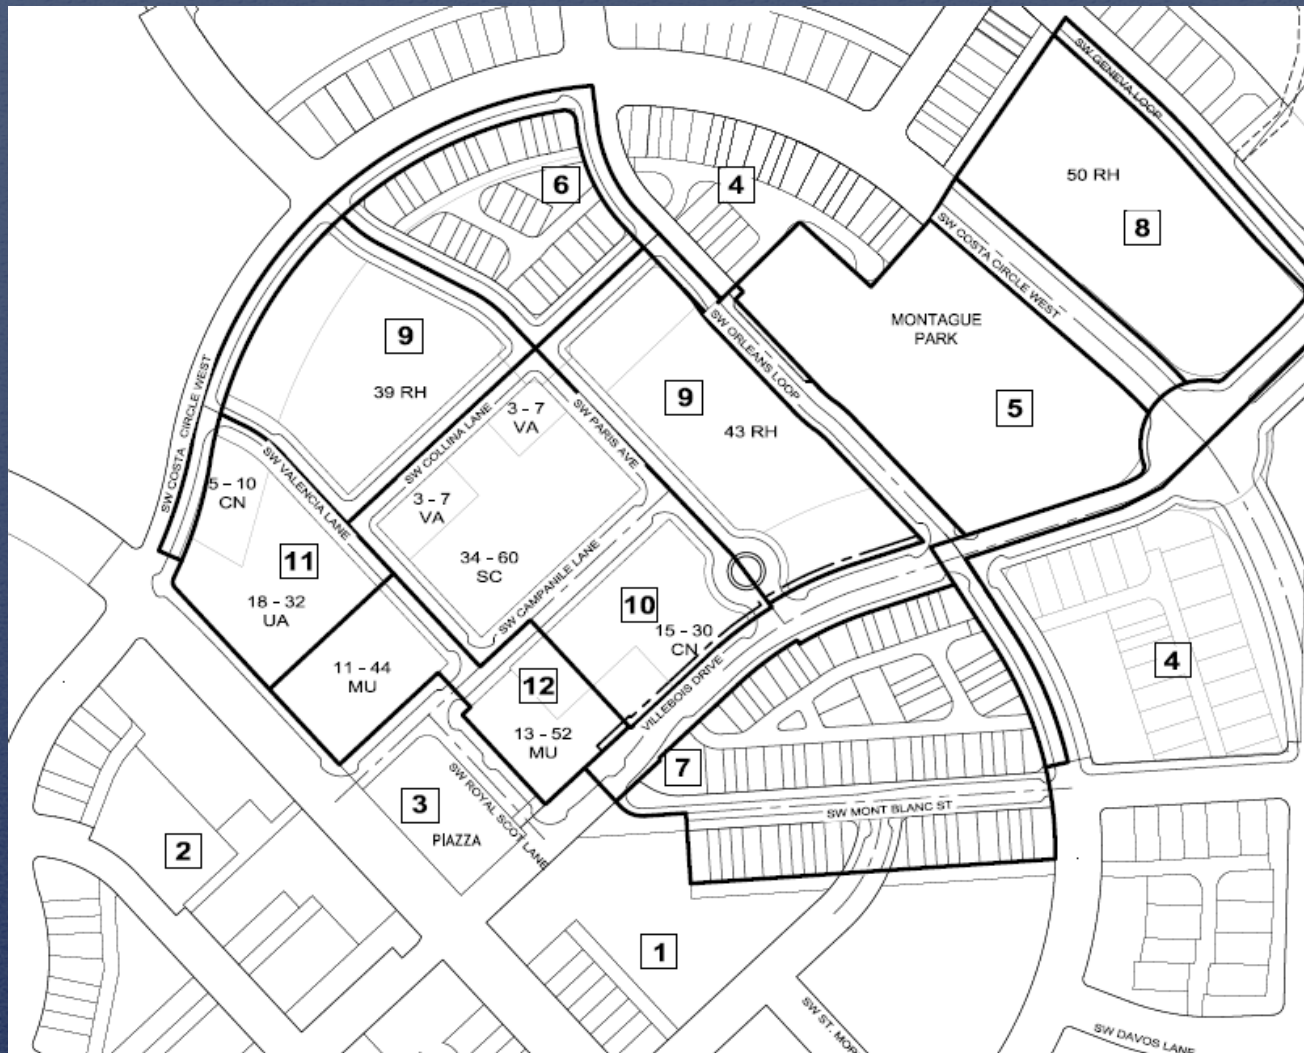 SW GENEVA LOOP
50 RH
8
6
4
SW COSTA CIRCLE WEST
MONTAGUE
PARK
SW ORLEANS LOOP
9
39 RH
SW COSTA CIRCLE WEST
5
9
43 RH
3 - 7
VA
SW COLLINA LANE
SW PARIS AVE
3 - 7
VA
SW VALENCIA LANE
5 - 10
CN
11
34 - 60
SC
SW CAMPANILE LANE
18 - 32
UA
10
15 - 30
CN
11 - 44
MU
12
13 - 52
MU
VILLEBOIS DRIVE
4
7
SW MONT BLANC ST
SW ROYAL SCOT LANE
3
PIAZZA
2
1
SW ST. MOR
SW DAVOS LANE